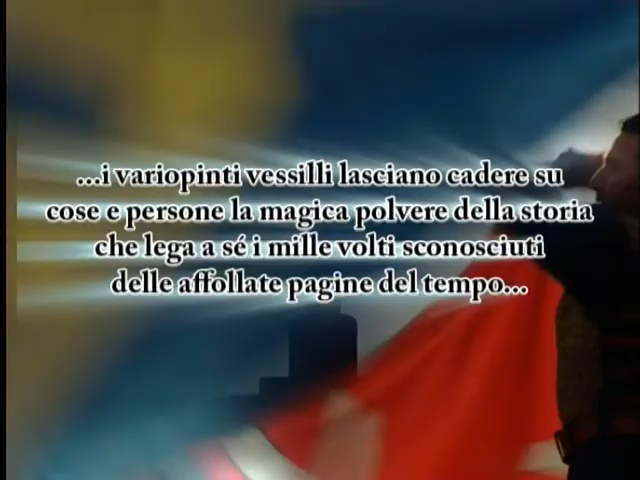 ...i variopinti vessilli lasciano cadere su
cose e persone la magica polvere della storia
che lega a sé i mille volti sconosciuti
delle affollate pagine del tempo...